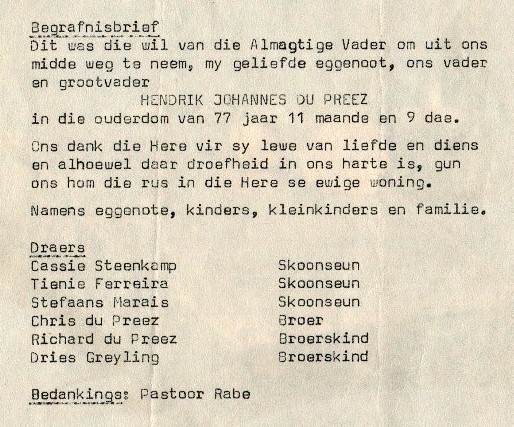 Begrafnisbrief
Dit was die wil van die Almagtige Vader om uit ons
midde weg te neem, my geliefde eggenoot, ons vader
en grootvader
HENDRIK JOHANNES DU PREEZ
in die ouderdom van 77 jaar 11 maande en 9 dae.
Ons dank die Here vir sy lewe van liefde en diens
en alhoewel daar droefheid in ons harte is, gun
ons hom die rus in die Here se ewige woning.
Namens eggenote, kinders, kleinkinders en familie.
Draers
Cassie Steenkamp Skoonseun
Tienie Ferreira Skoonseun
Stefaans Marais Skoonseun
Chris du Preez Broer
Richard du Preez Broerskind
Dries Greyling Broerskind
Bedankings: Pastoor Rabe